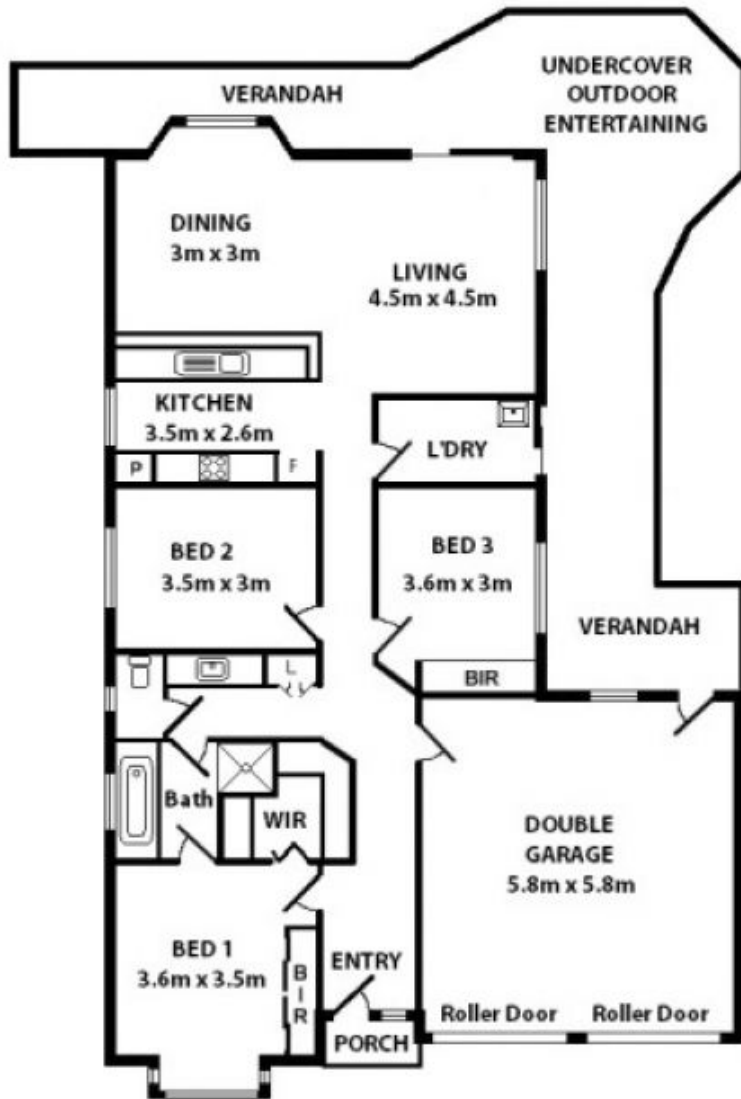 UNDERCOVER
OUTDOOR
ENTERTAINING
VERANDAH
DINING
3m x 3m
LIVING
4.5m x 4.5m
KITCHEN
3.5m x 2.6m
P
F
L'DRY
BED 2
3.5m x 3m
BED 3
3.6m x 3m
BIR
VERANDAH
L
Bath
WIR
DOUBLE
GARAGE
5.8m x 5.8m
BED 1
3.6m x 3.5m
B
I
R
ENTRY
PORCH
Roller Door
Roller Door